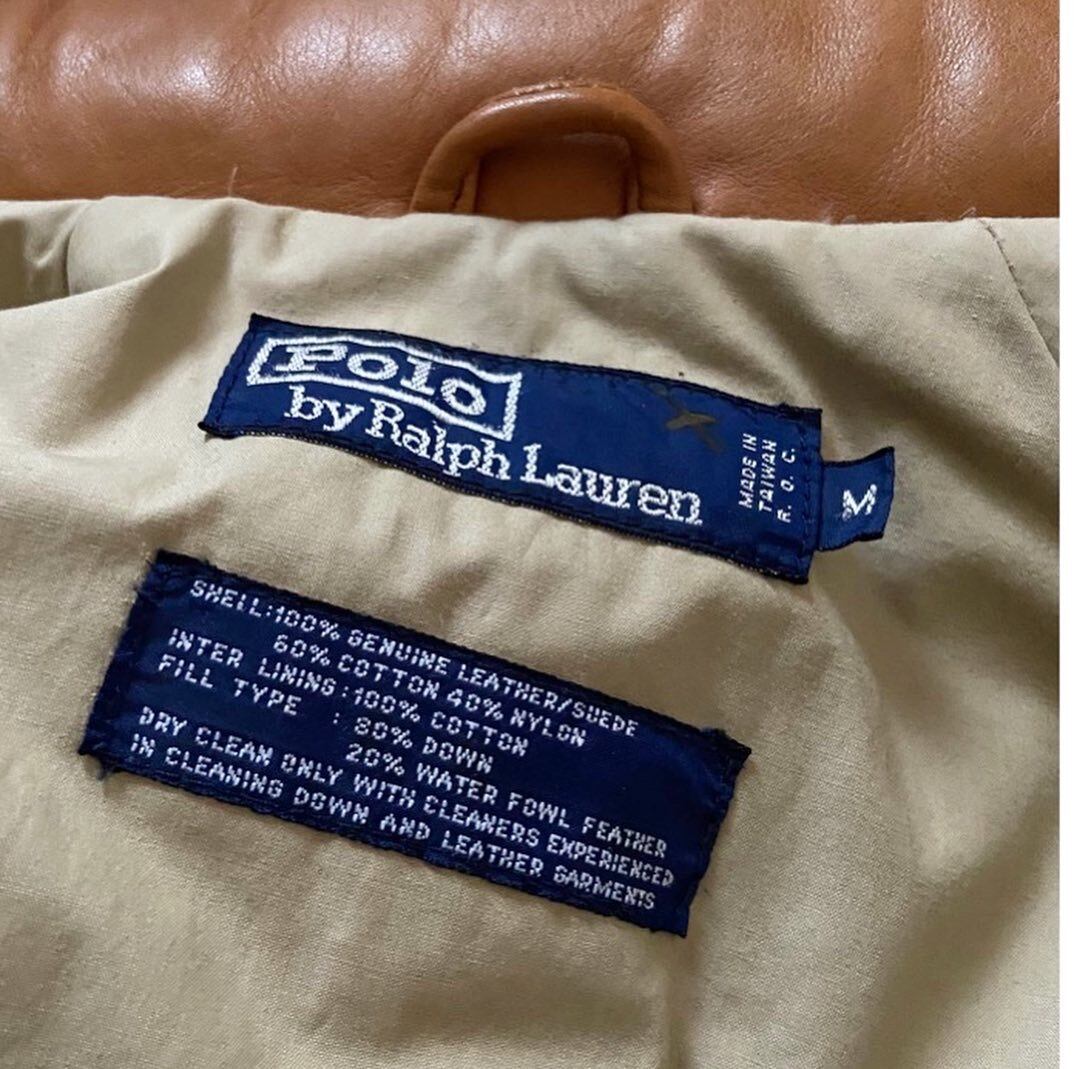 Polo
by Ralph Lauren
MADE IN
TAIWAN
R. O. C.
M
SHELL:100% GENUINE LEATHER/SUEDE
60% COTTON 40% NYLON
INTER LINING:100% COTTON
FILL TYPE : 80% DOWN
20% WATER FOWL FEATHER
DRY CLEAN ONLY WITH CLEANERS EXPERIENCED
IN CLEANING DOWN AND LEATHER GARMENTS